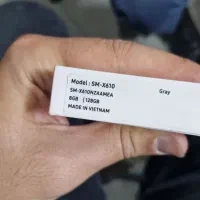 Model : SM-X610
SM-X610NZAAMEA
8GB | 128GB
MADE IN VIETNAM
Gray